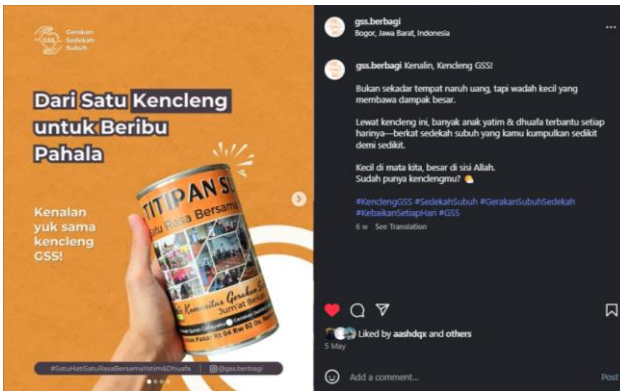 GSS
Gerakan
Sedekah
Subuh
Dari Satu Kencleng
untuk Beribu
Pahala
Kenalan
yuk sama
kencleng
GSS!
TITIPAN S
Satu Rasa Bersama
Komunitas Gerakan
Jum'at Berkah
#SatuHatiSatuRasaBersamaYatim&Dhuafa | @gss.berbagi
gss.berbagi
Bogor, Jawa Barat, Indonesia
gss.berbagi Kenalin, Kencleng GSS!
Bukan sekadar tempat naruh uang, tapi wadah kecil yang
membawa dampak besar.
Lewat kencleng ini, banyak anak yatim & dhuafa terbantu setiap
harinya—berkat sedekah subuh yang kamu kumpulkan sedikit
demi sedikit.
Kecil di mata kita, besar di sisi Allah.
Sudah punya kenclengmu?
#KenclengGSS #SedekahSubuh #GerakanSubuhSedekah
#KebaikanSetiapHari #GSS
6 w See Translation
Liked by aashdqx and others
5 May
Add a comment...
Post